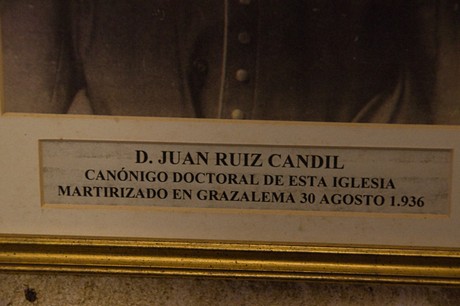 D. JUAN RUIZ CANDIL
CANÓNIGO DOCTORAL DE ESTA IGLESIA
MARTIRIZADO EN GRAZALEMA 30 AGOSTO 1.936